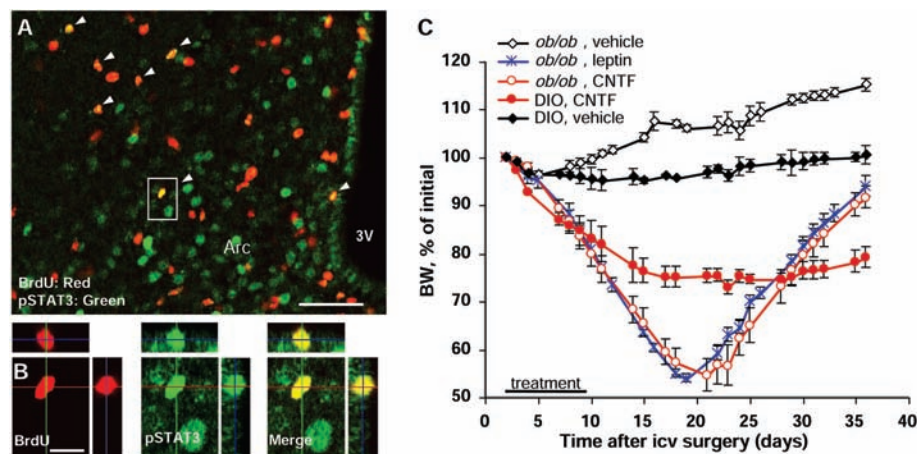 A
Arc
3V
BrdU: Red
pSTAT3: Green
B
BrdU
pSTAT3
Merge
C
ob/ob , vehicle
ob/ob , leptin
ob/ob , CNTF
DIO, CNTF
DIO, vehicle
BW, % of initial
120
110
100
90
80
70
60
50
treatment
0 5 10 15 20 25 30 35 40
Time after icv surgery (days)